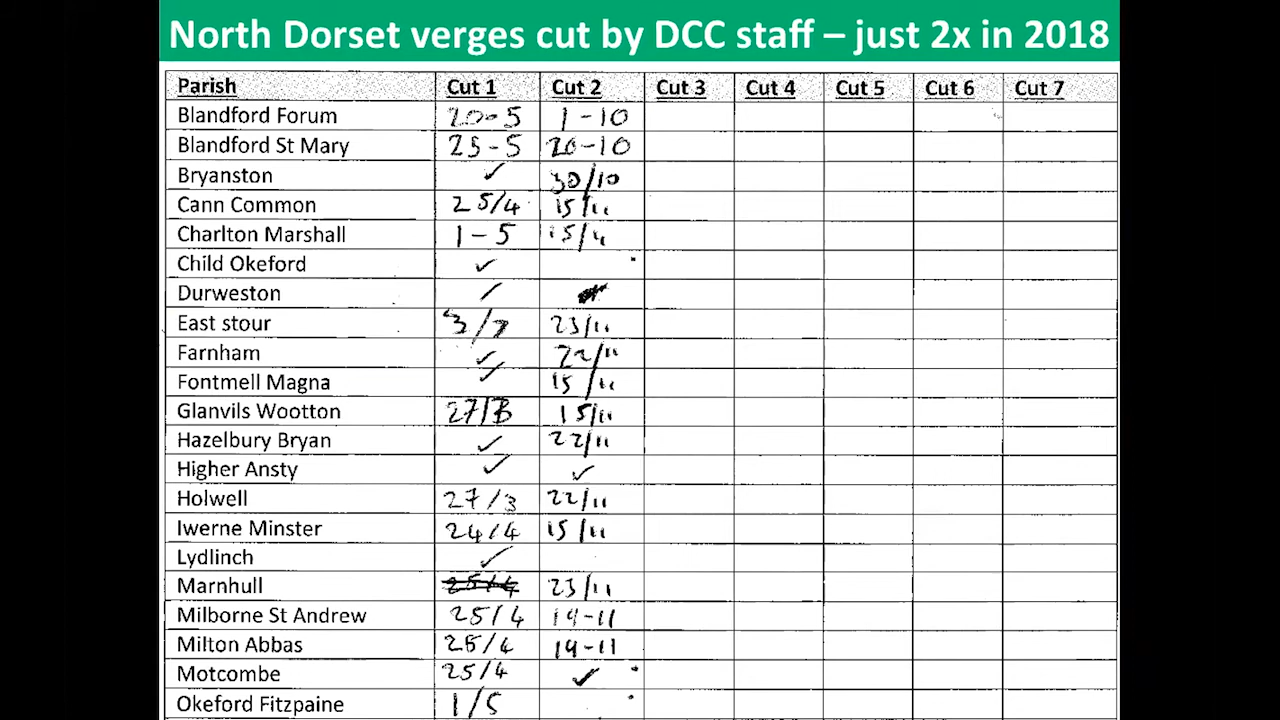 North Dorset verges cut by DCC staff – just 2x in 2018
Parish Cut 1 Cut 2 Cut 3 Cut 4 Cut 5 Cut 6 Cut 7
Blandford Forum 20-5 1-10
Blandford St Mary 25-5 20-10
Bryanston ✓ 30/10
Cann Common 25/4 15/11
Charlton Marshall 1-5 15/4
Child Okeford ✓
Durweston ✓
East stour 23/11
Farnham ✓ 22/11
Fontmell Magna ✓ 15/11
Glanvils Wootton 15/11
Hazelbury Bryan ✓ 22/11
Higher Ansty ✓ ✓
Holwell 27/3 22/11
Iwerne Minster 24/4 15/11
Lydlinch ✓
Marnhull 25/4 23/11
Milborne St Andrew 25/4 14-11
Milton Abbas 25/4 14-11
Motcombe 25/4 ✓
Okeford Fitzpaine 1/5